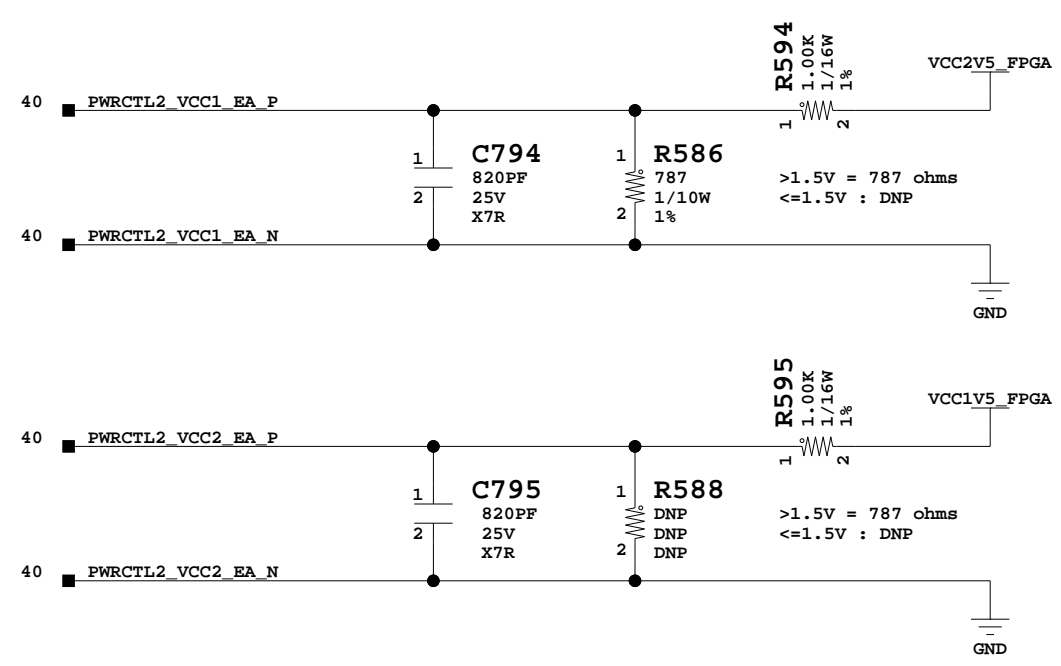 R594
1.00K
1/16W
1%
VCC2V5_FPGA
40 PWRCTL2_VCC1_EA_P
1 2
1 C794
820PF
2 25V
X7R
1 R586
787
1/10W
2 1%
>1.5V = 787 ohms
<=1.5V : DNP
40 PWRCTL2_VCC1_EA_N
GND
R595
1.00K
1/16W
1%
VCC1V5_FPGA
40 PWRCTL2_VCC2_EA_P
1 2
1 C795
820PF
2 25V
X7R
1 R588
DNP
DNP
2 DNP
>1.5V = 787 ohms
<=1.5V : DNP
40 PWRCTL2_VCC2_EA_N
GND